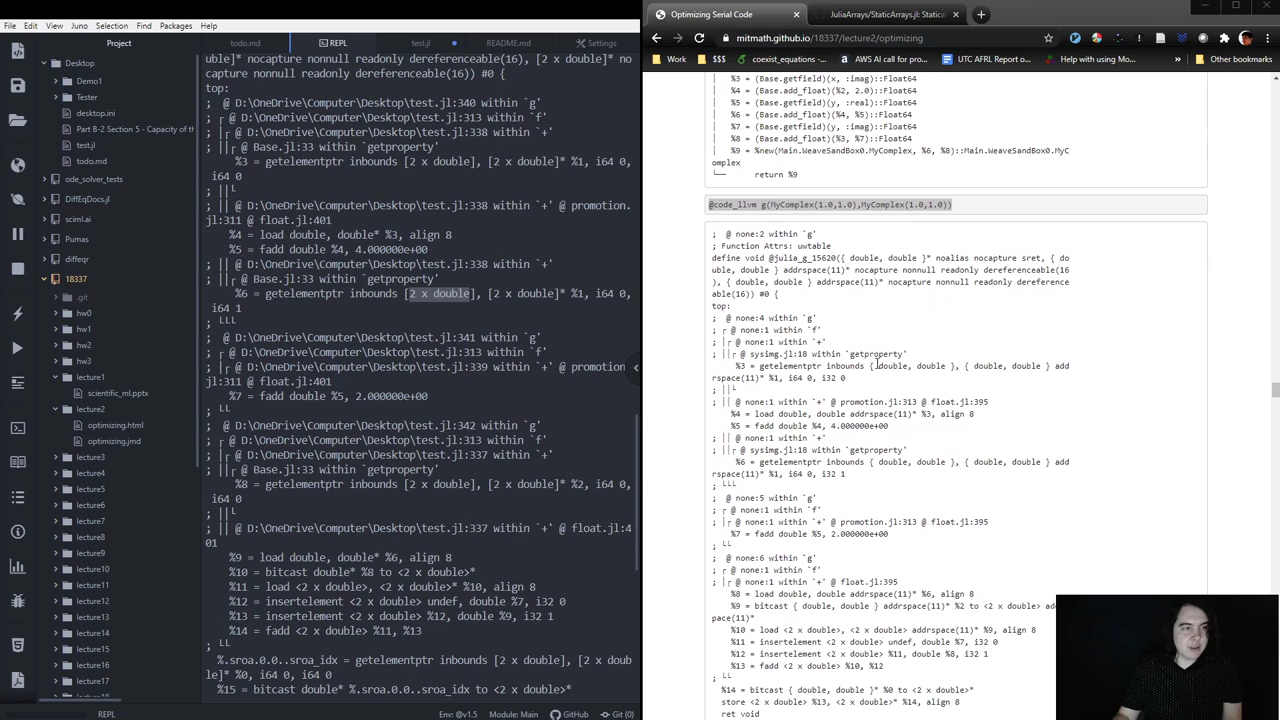 File Edit View Juno Selection Find Packages Help
Project
Desktop
Demo1
Tester
desktop.ini
Part B-2 Section 5 - Capacity of th
test.jl
todo.md
ode_solver_tests
DiffEqDocs.jl
sciml.ai
Pumas
diffeqr
18337
.git
hw0
hw1
hw2
hw3
lecture1
scientific_ml.pptx
lecture2
optimizing.html
optimizing.jmd
lecture3
lecture4
lecture5
lecture6
lecture7
lecture8
lecture9
lecture10
lecture11
lecture12
lecture13
lecture14
lecture15
lecture16
lecture17
todo.md REPL test.jl README.md Settings
uble]* nocapture nonnull readonly dereferenceable(16), [2 x double]* no
capture nonnull readonly dereferenceable(16)) #0 {
top:
;  @ D:\OneDrive\Computer\Desktop\test.jl:340 within `g'
; ┌ @ D:\OneDrive\Computer\Desktop\test.jl:313 within `f'
; │┌ @ D:\OneDrive\Computer\Desktop\test.jl:338 within `+'
; ││┌ @ Base.jl:33 within `getproperty'
%3 = getelementptr inbounds [2 x double], [2 x double]* %1, i64 0,
i64 0
; ││└
; ││ @ D:\OneDrive\Computer\Desktop\test.jl:338 within `+' @ promotion.
jl:311 @ float.jl:401
%4 = load double, double* %3, align 8
%5 = fadd double %4, 4.000000e+00
; ││ @ D:\OneDrive\Computer\Desktop\test.jl:338 within `+'
; ││┌ @ Base.jl:33 within `getproperty'
%6 = getelementptr inbounds [2 x double], [2 x double]* %1, i64 0,
i64 1
; └└└
;  @ D:\OneDrive\Computer\Desktop\test.jl:341 within `g'
; ┌ @ D:\OneDrive\Computer\Desktop\test.jl:313 within `f'
; │┌ @ D:\OneDrive\Computer\Desktop\test.jl:339 within `+' @ promotion
.jl:311 @ float.jl:401
%7 = fadd double %5, 2.000000e+00
; └└
;  @ D:\OneDrive\Computer\Desktop\test.jl:342 within `g'
; ┌ @ D:\OneDrive\Computer\Desktop\test.jl:313 within `f'
; │┌ @ D:\OneDrive\Computer\Desktop\test.jl:337 within `+'
; ││┌ @ Base.jl:33 within `getproperty'
%8 = getelementptr inbounds [2 x double], [2 x double]* %2, i64 0,
i64 0
; ││└
; ││ @ D:\OneDrive\Computer\Desktop\test.jl:337 within `+' @ float.jl:4
01
%9 = load double, double* %6, align 8
%10 = bitcast double* %8 to <2 x double>*
%11 = load <2 x double>, <2 x double>* %10, align 8
%12 = insertelement <2 x double> undef, double %7, i32 0
%13 = insertelement <2 x double> %12, double %9, i32 1
%14 = fadd <2 x double> %11, %13
; └└
%.sroa.0.0..sroa_idx = getelementptr inbounds [2 x double], [2 x doub
le]* %0, i64 0, i64 0
%15 = bitcast double* %.sroa.0.0..sroa_idx to <2 x double>*
REPL Env: @v1.5 Module: Main GitHub Git (0)
Optimizing Serial Code JuliaArrays/StaticArrays.jl: Statica
mitmath.github.io/18337/lecture2/optimizing
Work coexist_equations -... AWS AI call for pro... UTC AFRL Report o... Help with using Mo... Other bookmarks
%3 = (Base.getfield)(x, :imag)::Float64
%4 = (Base.add_float)(%2, 2.0)::Float64
%5 = (Base.getfield)(y, :real)::Float64
%6 = (Base.add_float)(%4, %5)::Float64
%7 = (Base.getfield)(y, :imag)::Float64
%8 = (Base.add_float)(%3, %7)::Float64
%9 = %new(Main.WeaveSandBox0.MyComplex, %6, %8)::Main.WeaveSandBox0.MyC
omplex
└── return %9
@code_llvm g(MyComplex(1.0,1.0),MyComplex(1.0,1.0))
;  @ none:2 within `g'
; Function Attrs: uwtable
define void @julia_g_15620({ double, double }* noalias nocapture sret, { do
uble, double } addrspace(11)* nocapture nonnull readonly dereferenceable(16
), { double, double } addrspace(11)* nocapture nonnull readonly dereference
able(16)) #0 {
top:
;  @ none:4 within `g'
; ┌ @ none:1 within `f'
; │┌ @ none:1 within `+'
; ││┌ @ sysimg.jl:18 within `getproperty'
%3 = getelementptr inbounds { double, double }, { double, double } add
rspace(11)* %1, i64 0, i32 0
; ││└
; ││ @ none:1 within `+' @ promotion.jl:313 @ float.jl:395
%4 = load double, double addrspace(11)* %3, align 8
%5 = fadd double %4, 4.000000e+00
; ││ @ none:1 within `+'
; ││┌ @ sysimg.jl:18 within `getproperty'
%6 = getelementptr inbounds { double, double }, { double, double } add
rspace(11)* %1, i64 0, i32 1
; └└└
;  @ none:5 within `g'
; ┌ @ none:1 within `f'
; │┌ @ none:1 within `+' @ promotion.jl:313 @ float.jl:395
%7 = fadd double %5, 2.000000e+00
; └└
;  @ none:6 within `g'
; ┌ @ none:1 within `f'
; │┌ @ none:1 within `+' @ float.jl:395
%8 = load double, double addrspace(11)* %6, align 8
%9 = bitcast { double, double } addrspace(11)* %2 to <2 x double>
pace(11)*
%10 = load <2 x double>, <2 x double> addrspace(11)* %9, align 8
%11 = insertelement <2 x double> undef, double %7, i32 0
%12 = insertelement <2 x double> %11, double %8, i32 1
%13 = fadd <2 x double> %10, %12
; └└
%14 = bitcast { double, double }* %0 to <2 x double>*
store <2 x double> %13, <2 x double>* %14, align 8
ret void